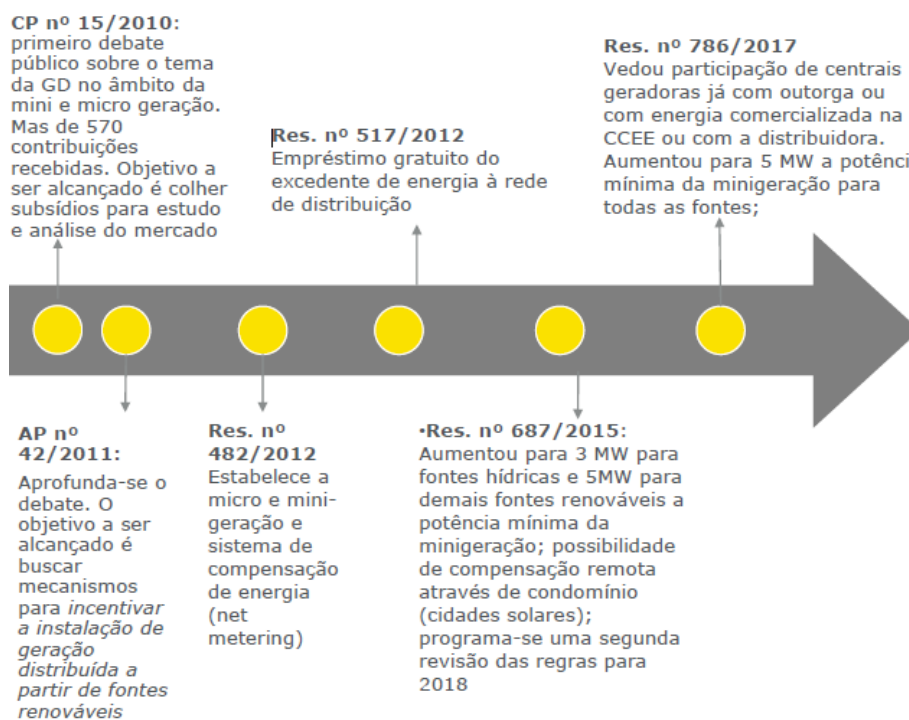 CP nº 15/2010:
primeiro debate
público sobre o tema
da GD no âmbito da
mini e micro geração.
Mas de 570
contribuições
recebidas. Objetivo a
ser alcançado é colher
subsídios para estudo
e análise do mercado
Res. nº 517/2012
Empréstimo gratuito do
excedente de energia à rede
de distribuição
Res. nº 786/2017
Vedou participação de centrais
geradoras já com outorga ou
com energia comercializada na
CCEE ou com a distribuidora.
Aumentou para 5 MW a potênci
mínima da minigeração para
todas as fontes;
AP nº
42/2011:
Aprofunda-se o
debate. O
objetivo a ser
alcançado é
buscar
mecanismos
para incentivar
a instalação de
geração
distribuída a
partir de fontes
renováveis
Res. nº
482/2012
Estabelece a
micro e mini-
geração e
sistema de
compensação
de energia
(net
metering)
•Res. nº 687/2015:
Aumentou para 3 MW para
fontes hídricas e 5MW para
demais fontes renováveis a
potência mínima da
minigeração; possibilidade
de compensação remota
através de condomínio
(cidades solares);
programa-se uma segunda
revisão das regras para
2018